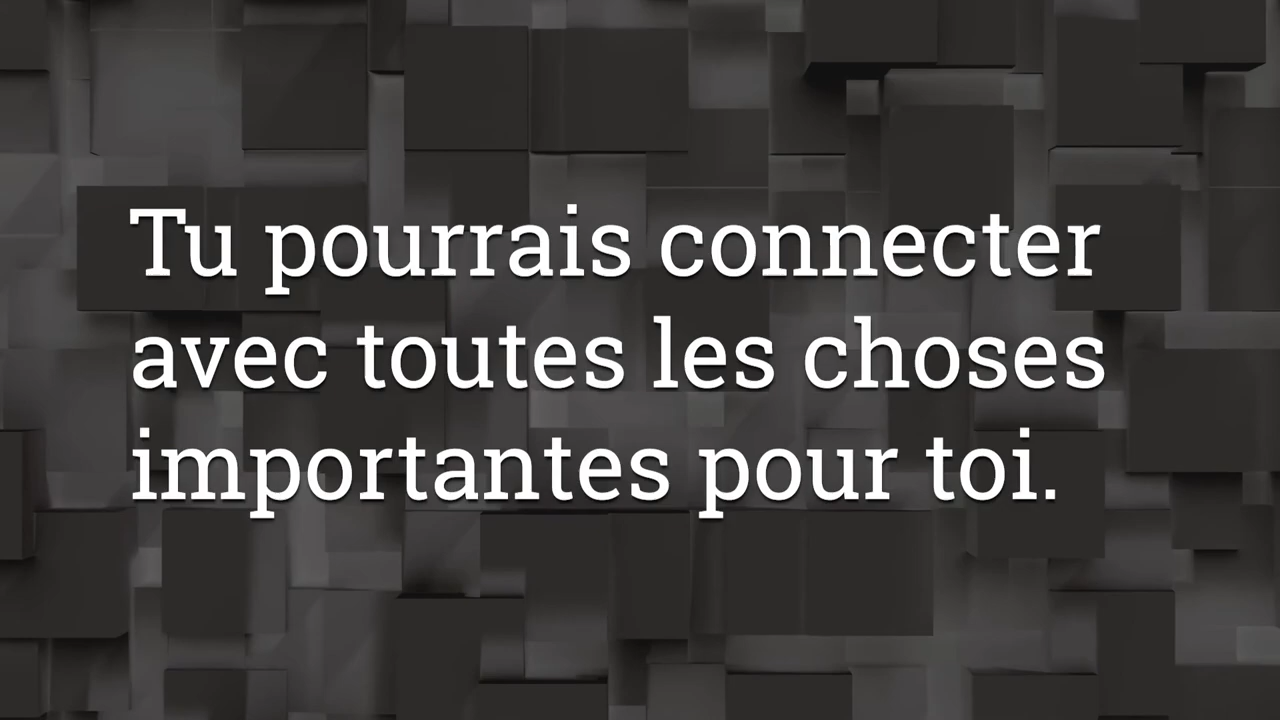 Tu pourrais connecter
avec toutes les choses
importantes pour toi.